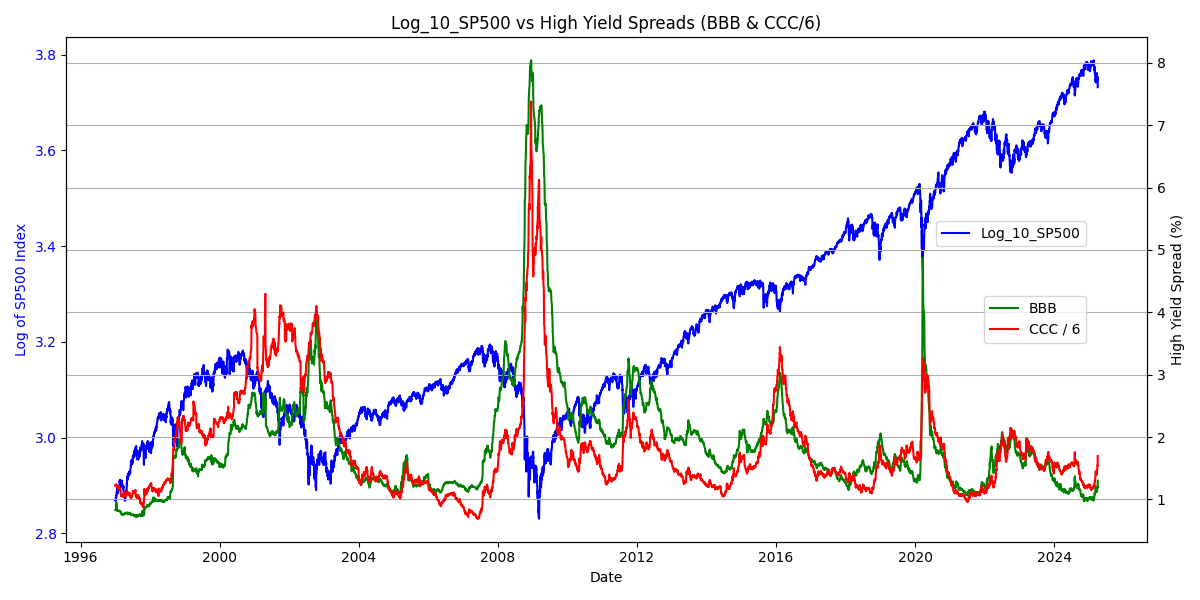 Log_10_SP500 vs High Yield Spreads (BBB & CCC/6)
Log of SP500 Index
3.8
3.6
3.4
3.2
3.0
2.8
8
7
6
5
4
3
2
1
High Yield Spread (%)
Log_10_SP500
BBB
CCC / 6
1996 2000 2004 2008 2012 2016 2020 2024
Date